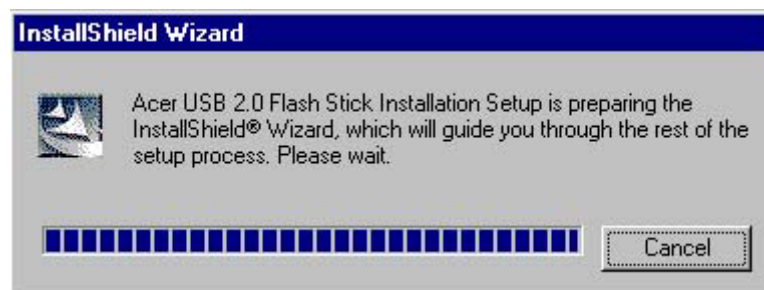 InstallShield Wizard
Acer USB 2.0 Flash Stick Installation Setup is preparing the
InstallShield® Wizard, which will guide you through the rest of the
setup process. Please wait.
Cancel